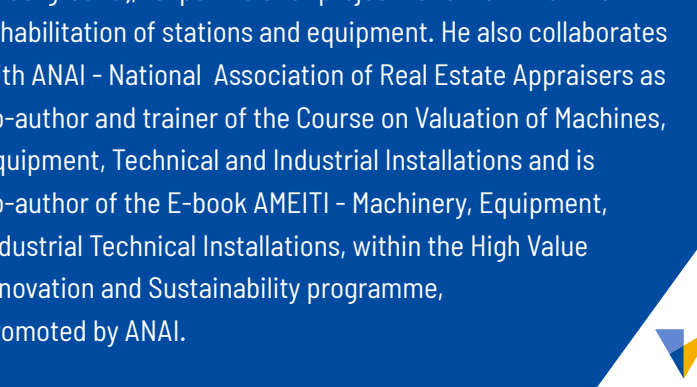 habilitation of stations and equipment. He also collaborates
th ANAI - National Association of Real Estate Appraisers as
o-author and trainer of the Course on Valuation of Machines,
quipment, Technical and Industrial Installations and is
o-author of the E-book AMEITI - Machinery, Equipment,
dustrial Technical Installations, within the High Value
novation and Sustainability programme,
omoted by ANAI.